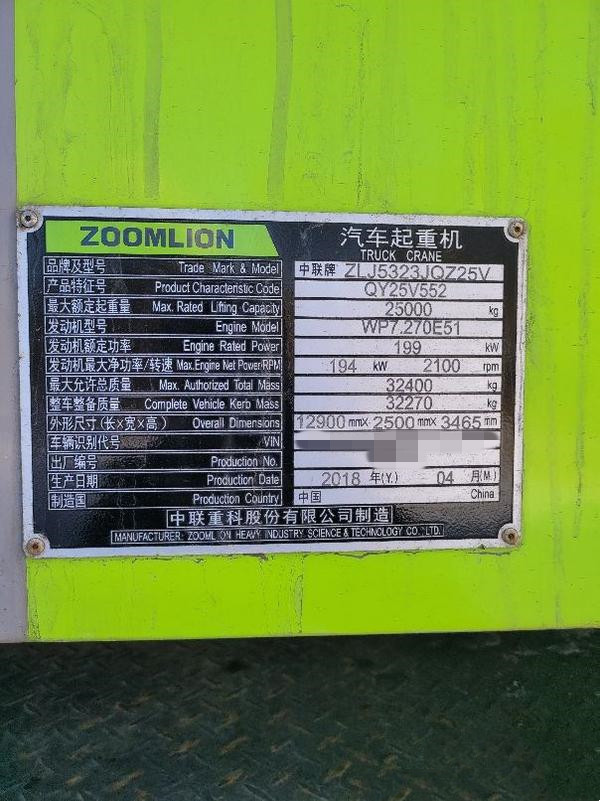 ZOOMLION 汽车起重机
TRUCK CRANE
品牌及型号 Trade Mark & Model 中联牌 ZLJ5323JQZ25V
产品特征号 Product Characteristic Code QY25V552
最大额定起重量 Max. Rated Lifting Capacity 25000 kg
发动机型号 Engine Model WP7.270E51
发动机额定功率 Engine Rated Power 199 kW
发动机最大净功率/转速 Max.Engine Net Power/RPM 194 kW 2100 rpm
最大允许总质量 Max. Authorized Total Mass 32400 kg
整车整备质量 Complete Vehicle Kerb Mass 32270 kg
外形尺寸(长×宽×高) Overall Dimensions 12900 mm× 2500 mm× 3465 mm
车辆识别代号 VIN
出厂编号 Production No.
生产日期 Production Date 2018 年(Y.) 04 月(M.)
制造国 Production Country 中国 China
中联重科股份有限公司制造
MANUFACTURER: ZOOMLION HEAVY INDUSTRY SCIENCE & TECHNOLOGY CO., LTD.